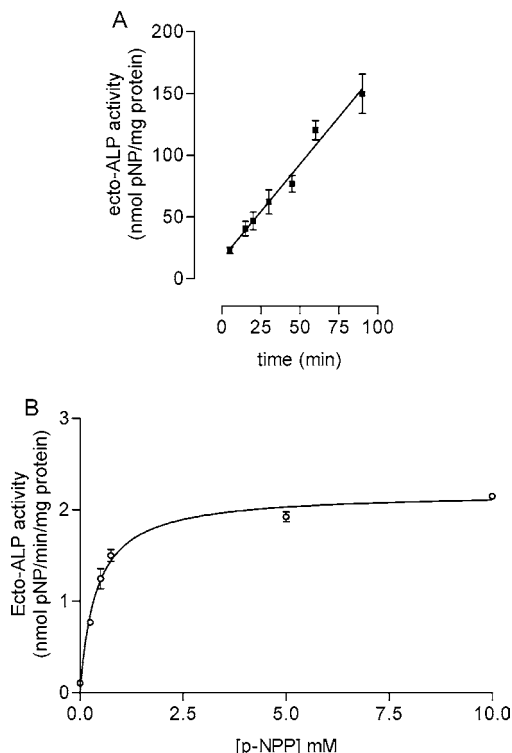 A
200
150
100
50
0
ecto-ALP activity
(nmol pNP/mg protein)
0 25 50 75 100
time (min)
B
3
2
1
0
Ecto-ALP activity
(nmol pNP/min/mg protein)
0.0 2.5 5.0 7.5 10.0
[p-NPP] mM